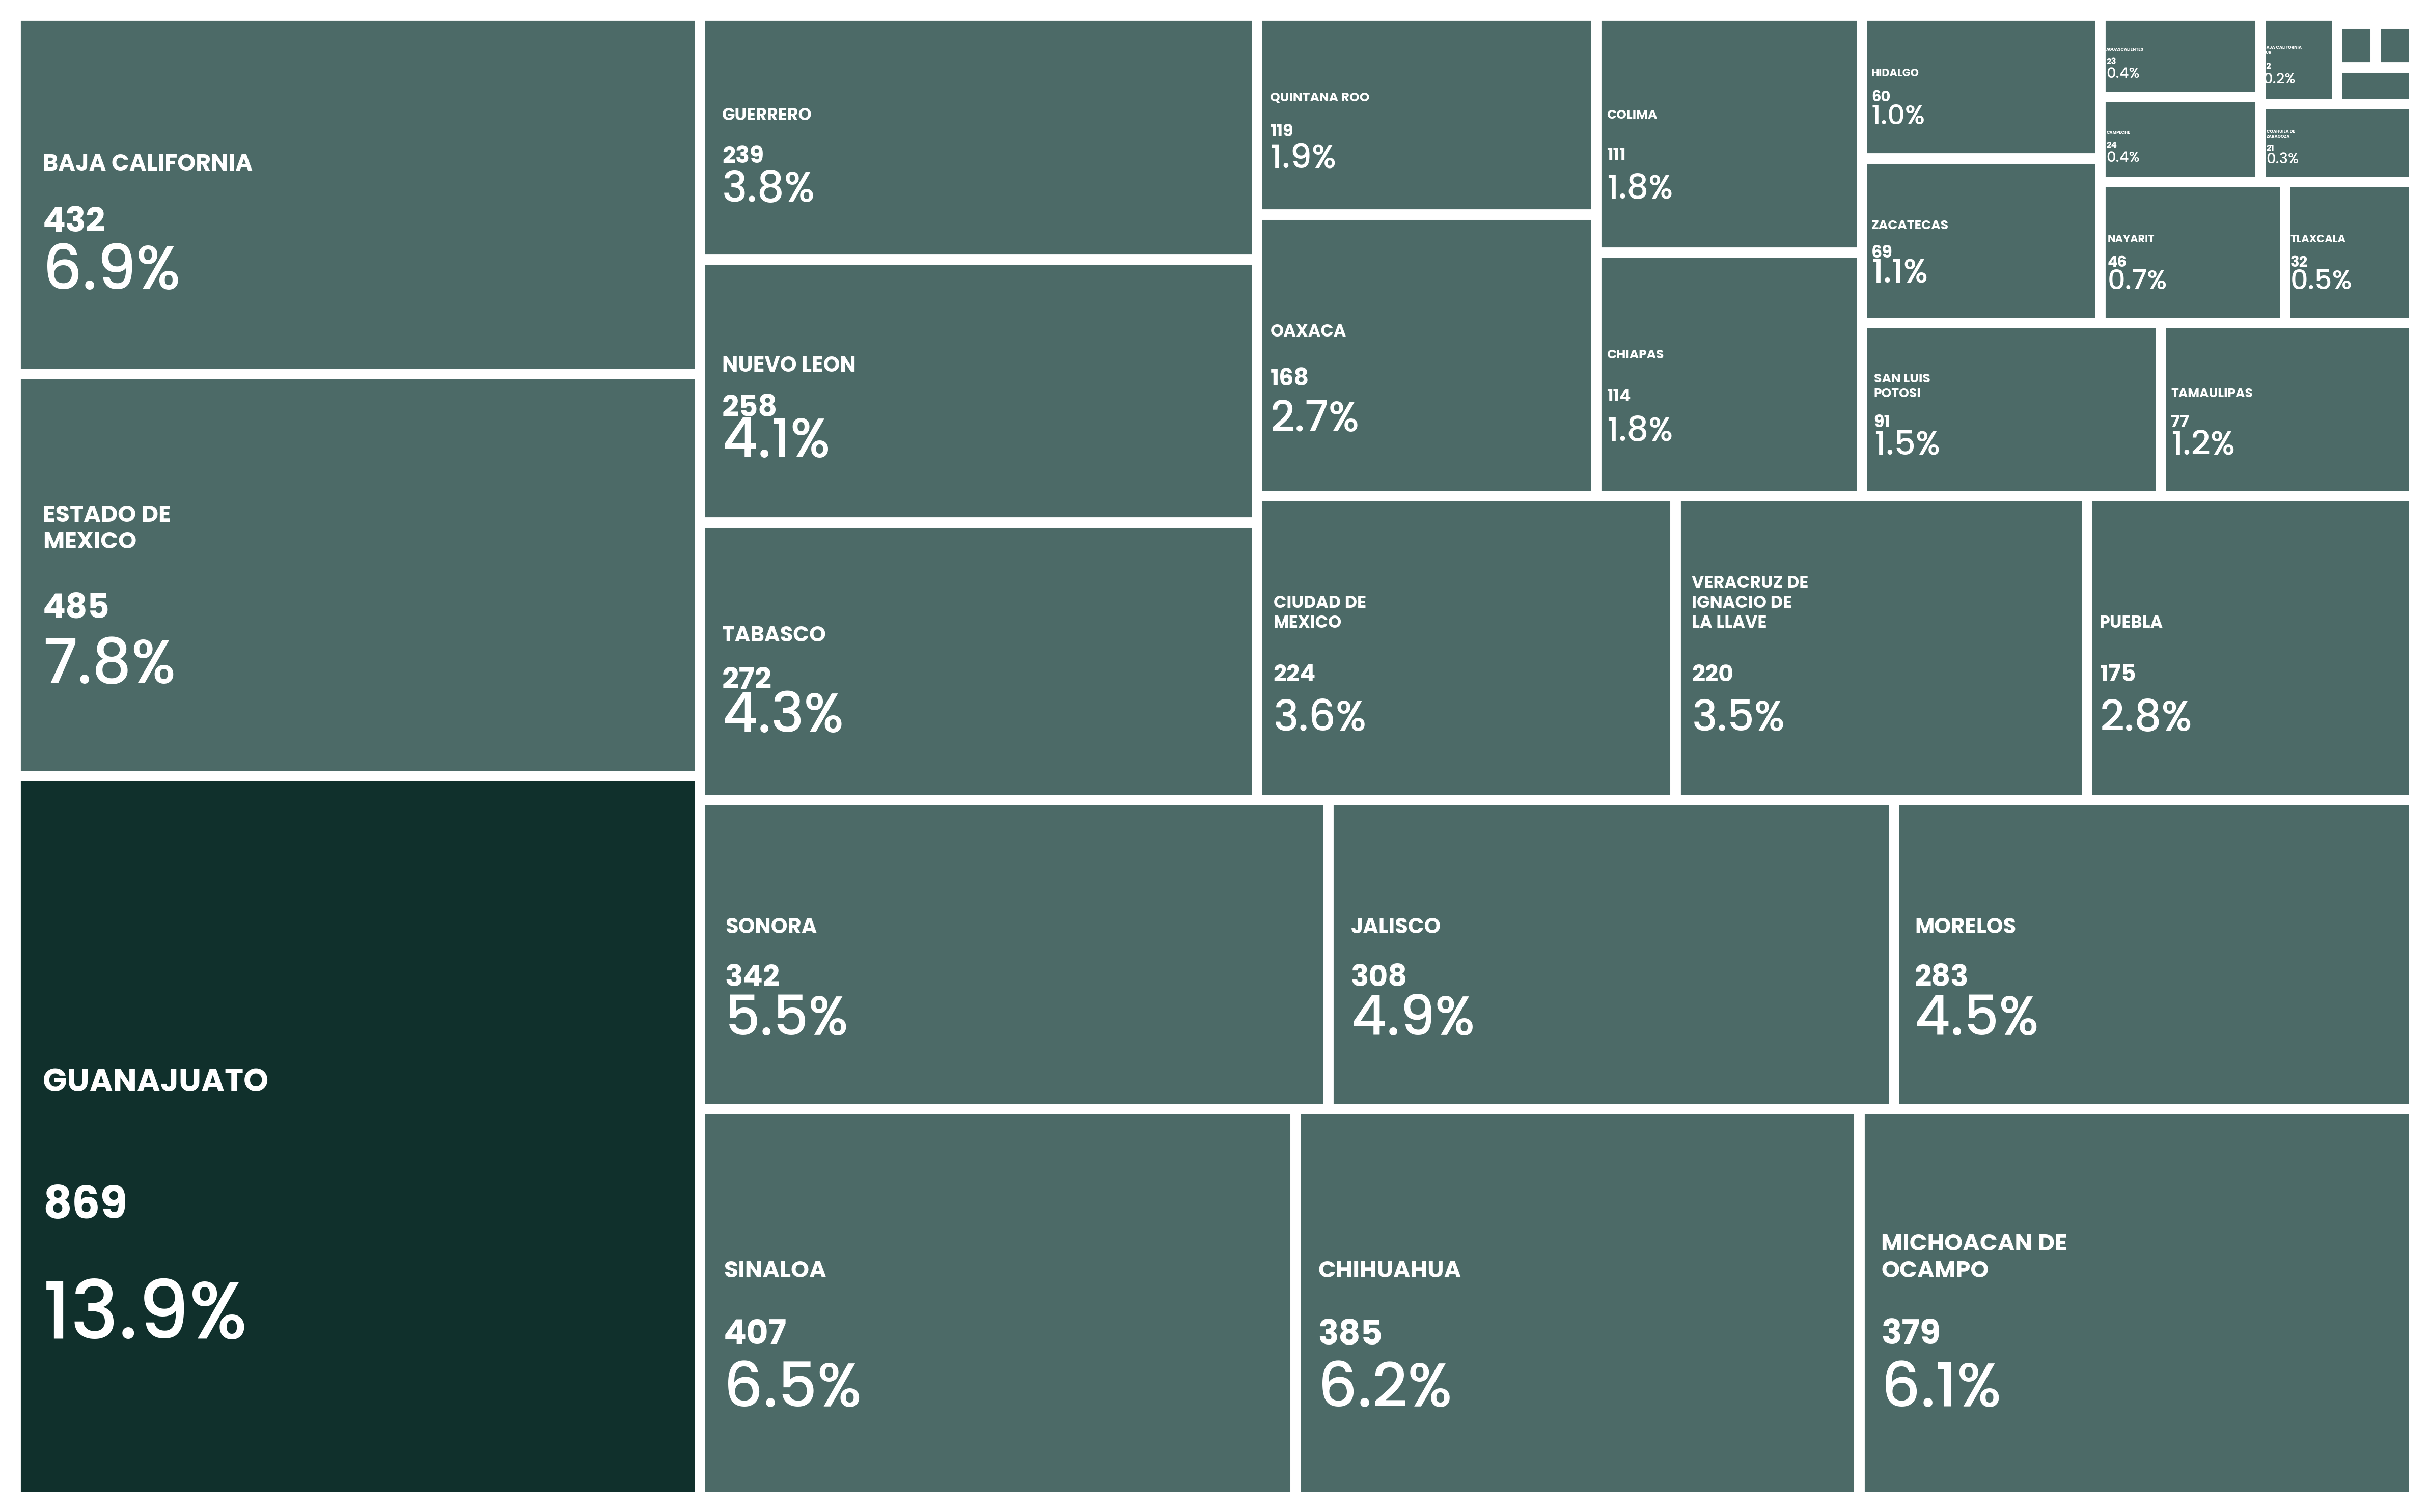 BAJA CALIFORNIA
432
6.9%
ESTADO DE
MEXICO
485
7.8%
GUANAJUATO
869
13.9%
GUERRERO
239
3.8%
NUEVO LEON
258
4.1%
TABASCO
272
4.3%
QUINTANA ROO
119
1.9%
OAXACA
168
2.7%
COLIMA
111
1.8%
CHIAPAS
114
1.8%
HIDALGO
60
1.0%
ZACATECAS
69
1.1%
AGUASCALIENTES
23
0.4%
CAMPECHE
24
0.4%
CALIFORNIA
0.2%
COAHUILA DE
ZARAGOZA
21
0.3%
NAYARIT
46
0.7%
TLAXCALA
32
0.5%
SAN LUIS
POTOSI
91
1.5%
TAMAULIPAS
77
1.2%
CIUDAD DE
MEXICO
224
3.6%
VERACRUZ DE
IGNACIO DE
LA LLAVE
220
3.5%
PUEBLA
175
2.8%
SONORA
342
5.5%
JALISCO
308
4.9%
MORELOS
283
4.5%
SINALOA
407
6.5%
CHIHUAHUA
385
6.2%
MICHOACAN DE
OCAMPO
379
6.1%